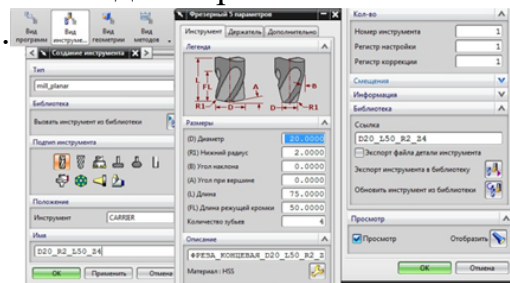 Вид программ
Вид инструме...
Вид геометрии
Вид методов
Создание инструмента
Тип
mill_planar
Библиотека
Вызвать инструмент из библиотеки
Подтип инструмента
Положение
Инструмент CARRIER
Имя
D20_R2_L50_Z4
OK Применить Отмена
Фрезерный 5 параметров
Инструмент Держатель Дополнительно
Легенда
L FL A B
R1 D D R1
Размеры
(D) Диаметр 20.0000
(R1) Нижний радиус 2.0000
(B) Угол наклона 0.0000
(A) Угол при вершине 0.0000
(L) Длина 75.0000
(FL) Длина режущей кромки 50.0000
Количество зубьев 4
Описание
ФРЕЗА_КОНЦЕВАЯ_D20_L50_R2_Z
Материал : HSS
Кол-во
Номер инструмента 1
Регистр настройки 1
Регистр коррекции 1
Смещения
Информация
Библиотека
Ссылка
D20_L50_R2_Z4
Экспорт файла детали инструмента
Экспорт инструмента в библиотеку
Обновить инструмент из библиотеки
Просмотр
Просмотр Отобразить
OK Отмена